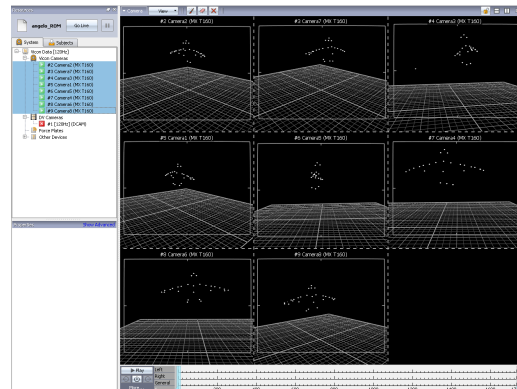 Resources
Camera
View
angelo_ROM
Go Live
System
Subjects
Vicon Data [120Hz]
Vicon Cameras
#2 Camera2 (MX T160)
#3 Camera7 (MX T160)
#4 Camera3 (MX T160)
#5 Camera1 (MX T160)
#6 Camera5 (MX T160)
#7 Camera4 (MX T160)
#8 Camera6 (MX T160)
#9 Camera8 (MX T160)
DV Cameras
#1 [120Hz] (DCAM)
Force Plates
Other Devices
Properties
Show Advanced
#2 Camera2 (MX T160)
#3 Camera7 (MX T160)
#4 Camera3 (MX T160)
#5 Camera1 (MX T160)
#6 Camera5 (MX T160)
#7 Camera4 (MX T160)
#8 Camera6 (MX T160)
#9 Camera8 (MX T160)
Play
More
Left
Right
General